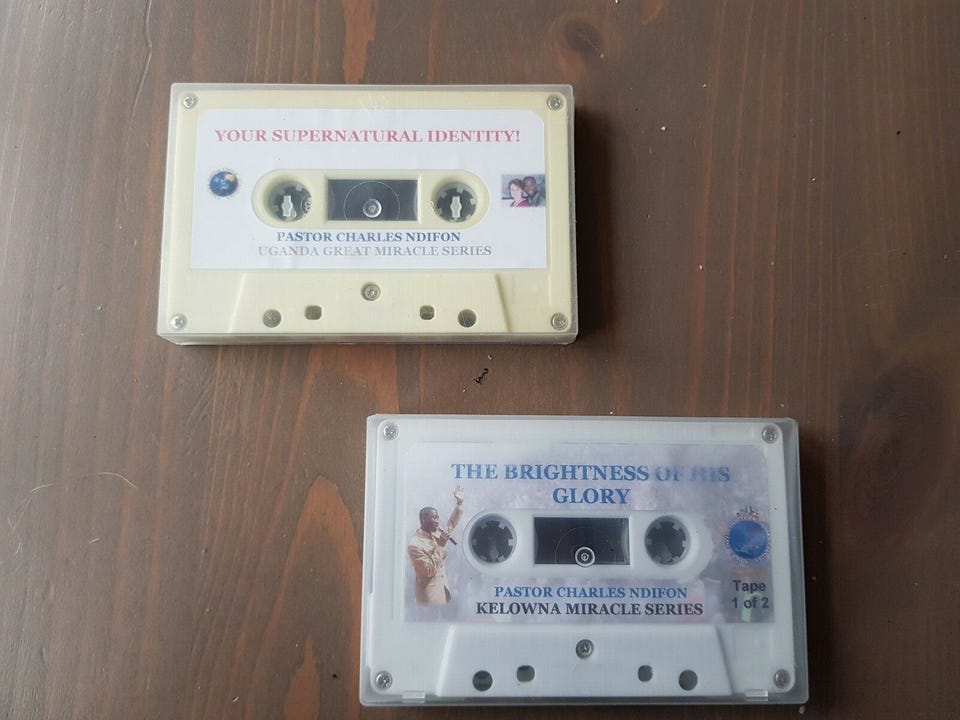 YOUR SUPERNATURAL IDENTITY!
PASTOR CHARLES NDIFON
UGANDA GREAT MIRACLE SERIES
THE BRIGHTNESS OF HIS
GLORY
PASTOR CHARLES NDIFON
KELOWNA MIRACLE SERIES
Tape
1 of 2